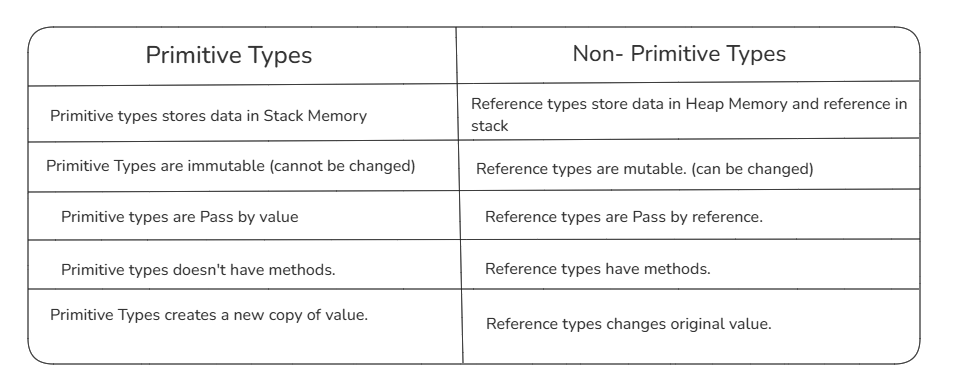 Primitive Types
Non- Primitive Types
Primitive types stores data in Stack Memory
Reference types store data in Heap Memory and reference in
stack
Primitive Types are immutable (cannot be changed)
Reference types are mutable. (can be changed)
Primitive types are Pass by value
Reference types are Pass by reference.
Primitive types doesn't have methods.
Reference types have methods.
Primitive Types creates a new copy of value.
Reference types changes original value.